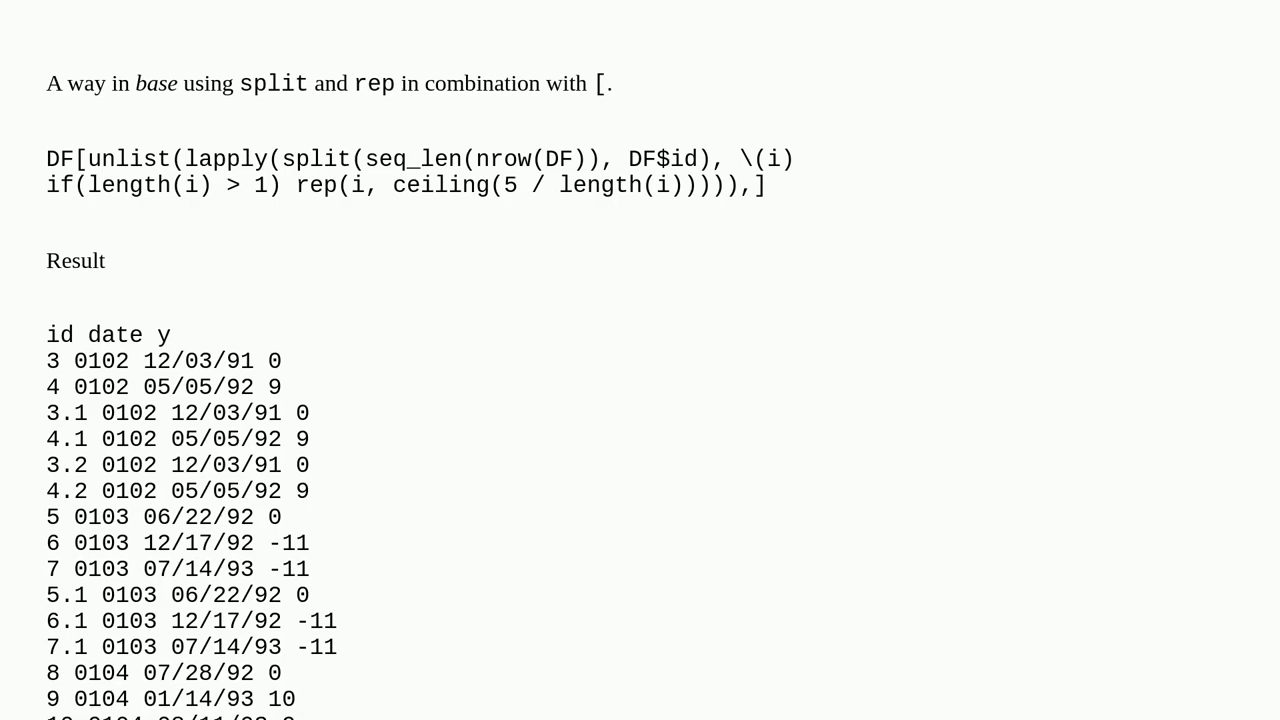 A way in base using split and rep in combination with [.
DF[unlist(lapply(split(seq_len(nrow(DF)), DF$id), \(i)
if(length(i) > 1) rep(i, ceiling(5 / length(i))))),]
Result
id date y
3 0102 12/03/91 0
4 0102 05/05/92 9
3.1 0102 12/03/91 0
4.1 0102 05/05/92 9
3.2 0102 12/03/91 0
4.2 0102 05/05/92 9
5 0103 06/22/92 0
6 0103 12/17/92 -11
7 0103 07/14/93 -11
5.1 0103 06/22/92 0
6.1 0103 12/17/92 -11
7.1 0103 07/14/93 -11
8 0104 07/28/92 0
9 0104 01/14/93 10